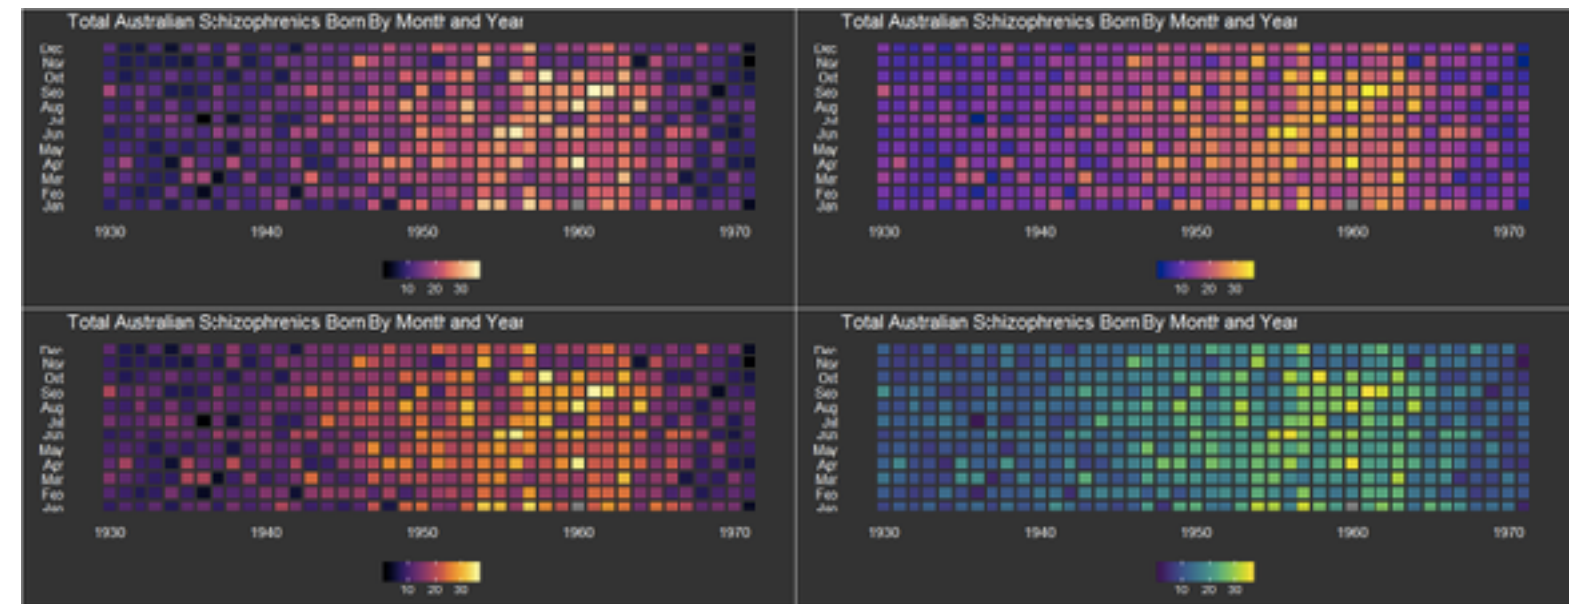 Total Australian Schizophrenics Born By Month and Year
Dec
Nov
Oct
Sep
Aug
Jul
Jun
May
Apr
Mar
Feb
Jan
1930 1940 1950 1960 1970
10 20 30
Total Australian Schizophrenics Born By Month and Year
Dec
Nov
Oct
Sep
Aug
Jul
Jun
May
Apr
Mar
Feb
Jan
1930 1940 1950 1960 1970
10 20 30
Total Australian Schizophrenics Born By Month and Year
Dec
Nov
Oct
Sep
Aug
Jul
Jun
May
Apr
Mar
Feb
Jan
1930 1940 1950 1960 1970
10 20 30
Total Australian Schizophrenics Born By Month and Year
Dec
Nov
Oct
Sep
Aug
Jul
Jun
May
Apr
Mar
Feb
Jan
1930 1940 1950 1960 1970
10 20 30